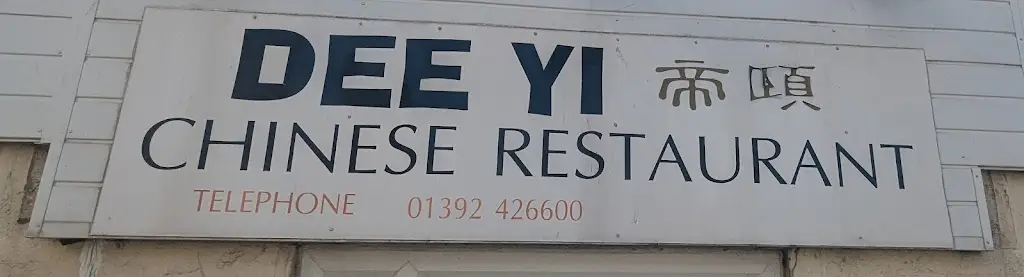 DEE YI 帝頤
CHINESE RESTAURANT
TELEPHONE 01392 426600